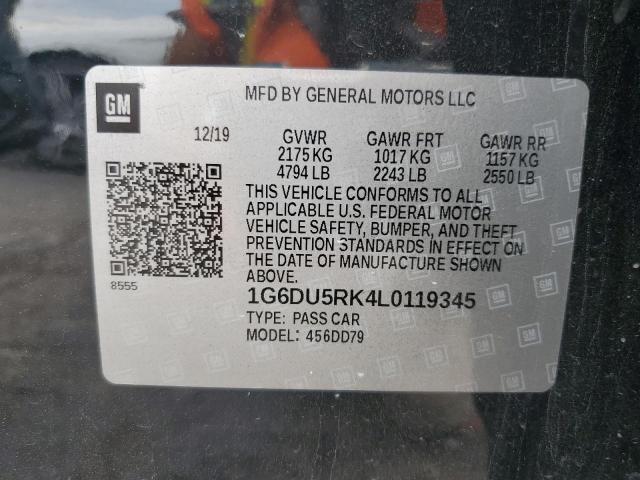 GM
MFD BY GENERAL MOTORS LLC
12/19 GVWR GAWR FRT GAWR RR
2175 KG 1017 KG 1157 KG
4794 LB 2243 LB 2550 LB
THIS VEHICLE CONFORMS TO ALL
APPLICABLE U.S. FEDERAL MOTOR
VEHICLE SAFETY, BUMPER, AND THEFT
PREVENTION STANDARDS IN EFFECT ON
THE DATE OF MANUFACTURE SHOWN
ABOVE.
8555
1G6DU5RK4L0119345
TYPE: PASS CAR
MODEL: 456DD79